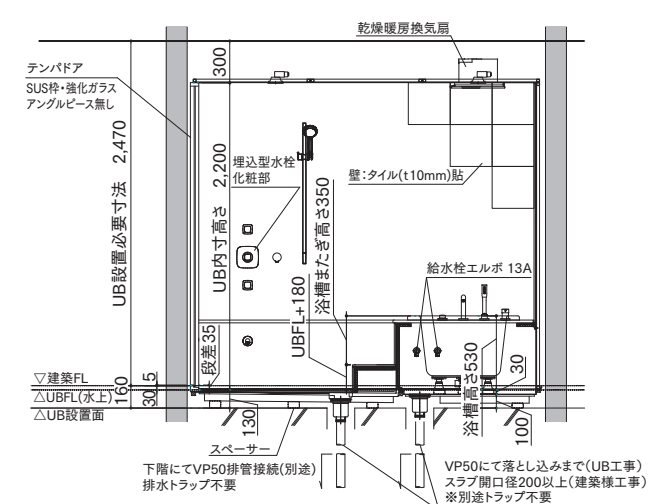 乾燥暖房換気扇
テンパドア
SUS枠・強化ガラス
アングルピース無し
300
UB設置必要寸法 2,470
UB内寸高さ 2,200
埋込型水栓
化粧部
壁：タイル(t10mm)貼
浴槽またぎ高さ350
UBFL+180
給水栓エルボ 13A
段差35
浴槽高さ530
30
▽建築FL
△UBFL(水上)
△UB設置面
160
5
30
130
100
スペーサー
下階にてVP50排管接続(別途)
排水トラップ不要
VP50にて落とし込みまで(UB工事)
スラブ開口径200以上(建築様工事)
※別途トラップ不要